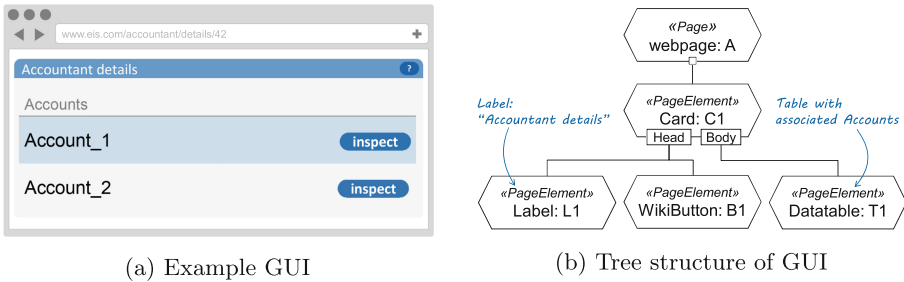 www.eis.com/accountant/details/42
Accountant details
?
Accounts
Account_1
inspect
Account_2
inspect
(a) Example GUI
«Page»
webpage: A
«PageElement»
Card: C1
Head
Body
Label:
"Accountant details"
Table with
associated Accounts
«PageElement»
Label: L1
«PageElement»
WikiButton: B1
«PageElement»
Datatable: T1
(b) Tree structure of GUI